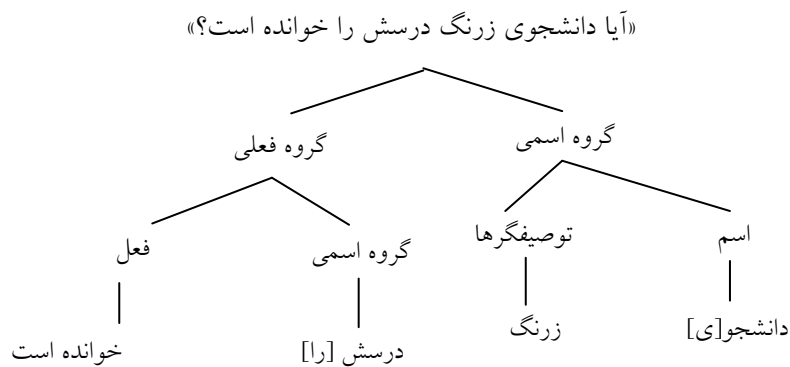 «آیا دانشجوی زرنگ درسش را خوانده است؟»
گروه اسمی گروه فعلی
اسم توصیفگرها گروه اسمی فعل
دانشجو[ی] زرنگ درسش [را] خوانده است